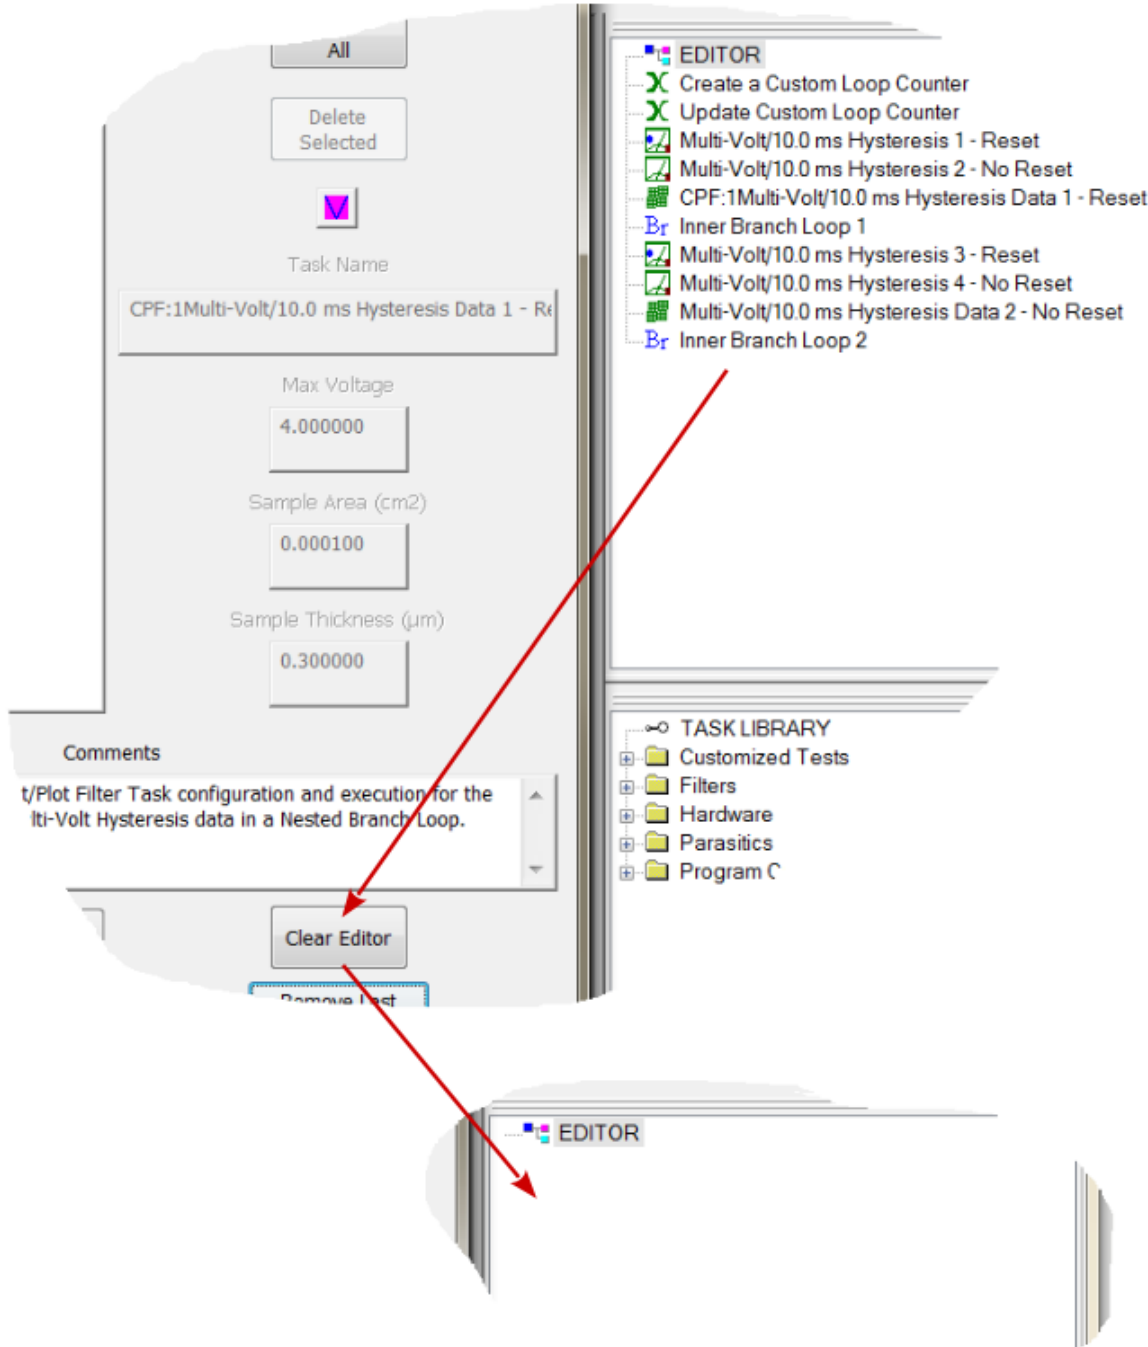 All
Delete
Selected
Task Name
CPF:1Multi-Volt/10.0 ms Hysteresis Data 1 - Re
Max Voltage
4.000000
Sample Area (cm2)
0.000100
Sample Thickness (µm)
0.300000
Comments
t/Plot Filter Task configuration and execution for the
lti-Volt Hysteresis data in a Nested Branch Loop.
Clear Editor
Remove Last
EDITOR
Create a Custom Loop Counter
Update Custom Loop Counter
Multi-Volt/10.0 ms Hysteresis 1 - Reset
Multi-Volt/10.0 ms Hysteresis 2 - No Reset
CPF:1Multi-Volt/10.0 ms Hysteresis Data 1 - Reset
Br Inner Branch Loop 1
Multi-Volt/10.0 ms Hysteresis 3 - Reset
Multi-Volt/10.0 ms Hysteresis 4 - No Reset
Multi-Volt/10.0 ms Hysteresis Data 2 - No Reset
Br Inner Branch Loop 2
TASK LIBRARY
Customized Tests
Filters
Hardware
Parasitics
Program C
EDITOR